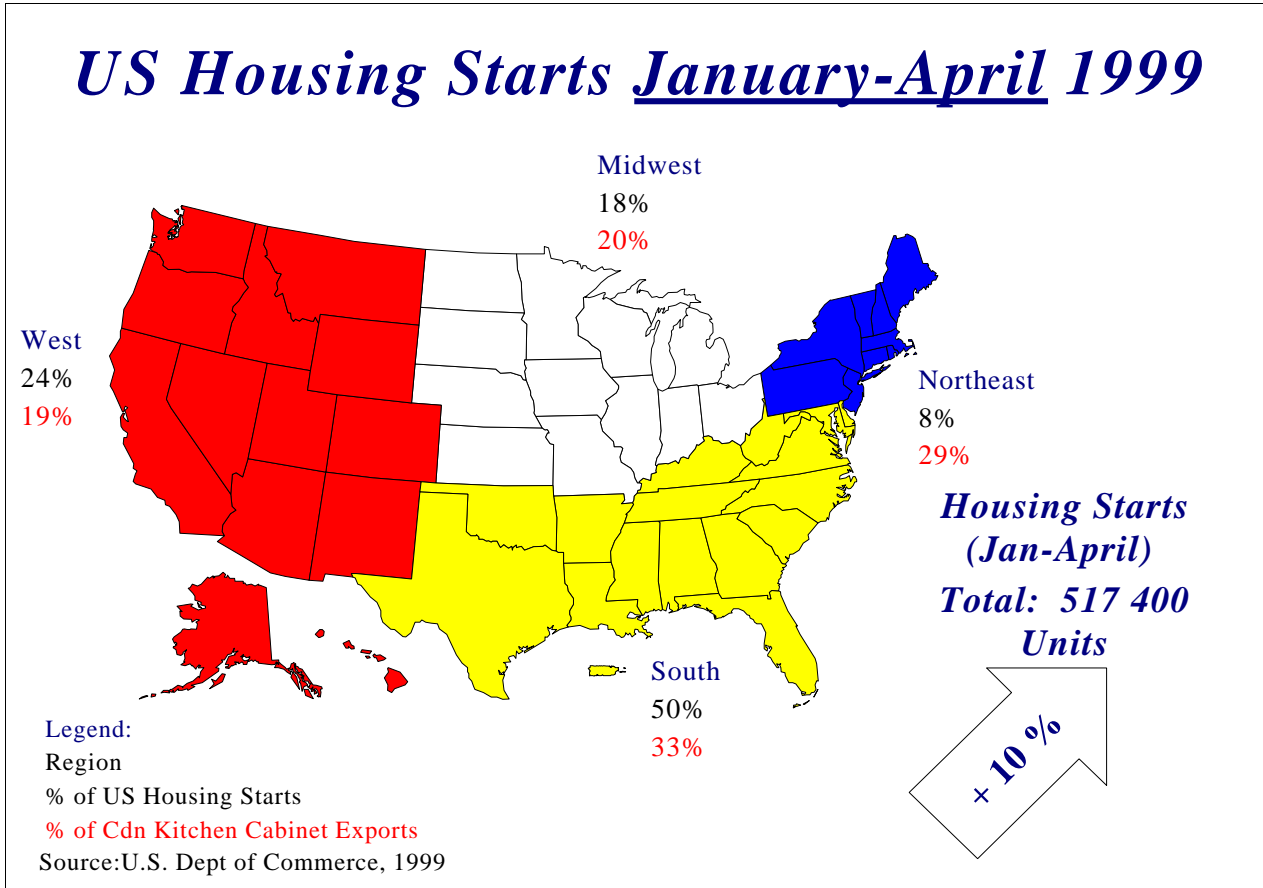 US Housing Starts January-April 1999
Midwest
18%
20%
West
24%
19%
Northeast
8%
29%
Housing Starts
(Jan-April)
Total: 517 400
Units
+ 10 %
South
50%
33%
Legend:
Region
% of US Housing Starts
% of Cdn Kitchen Cabinet Exports
Source:U.S. Dept of Commerce, 1999